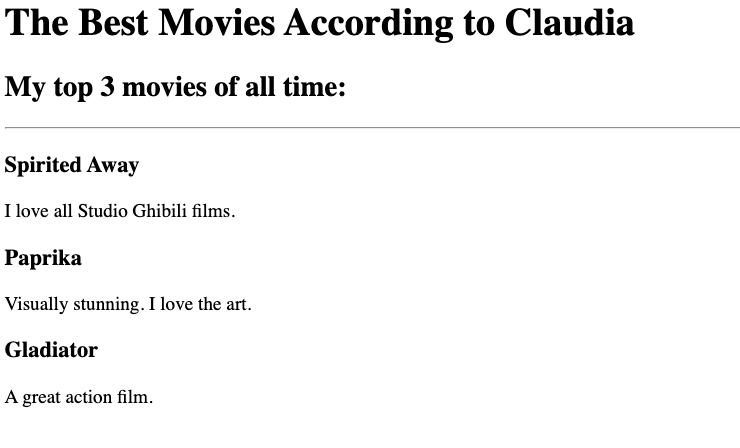 The Best Movies According to Claudia
My top 3 movies of all time:
Spirited Away
I love all Studio Ghibili films.
Paprika
Visually stunning. I love the art.
Gladiator
A great action film.